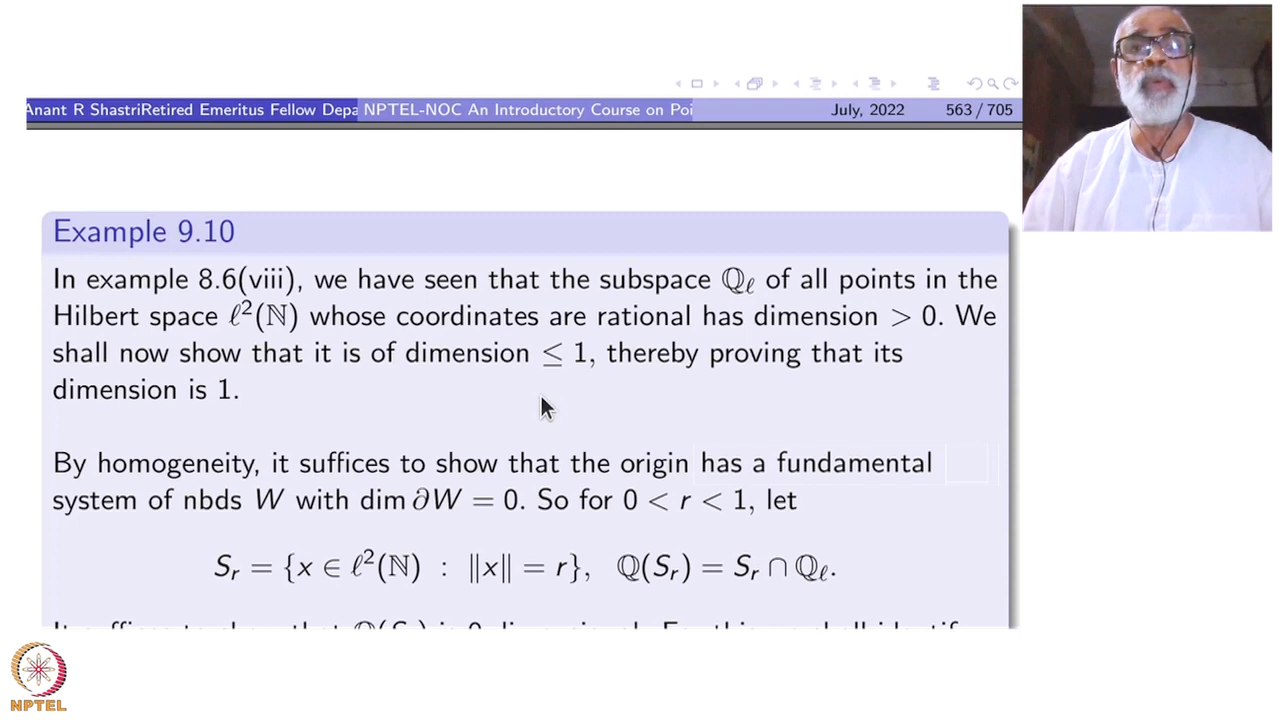 Anant R ShastriRetired Emeritus Fellow Depa NPTEL-NOC An Introductory Course on Poi July, 2022 563 / 705
Example 9.10
In example 8.6(viii), we have seen that the subspace ℚ_ℓ of all points in the
Hilbert space ℓ²(ℕ) whose coordinates are rational has dimension > 0. We
shall now show that it is of dimension ≤ 1, thereby proving that its
dimension is 1.
By homogeneity, it suffices to show that the origin has a fundamental
system of nbds W with dim ∂W = 0. So for 0 < r < 1, let
S_r = {x ∈ ℓ²(ℕ) : ‖x‖ = r}, ℚ(S_r) = S_r ∩ ℚ_ℓ.
NPTEL